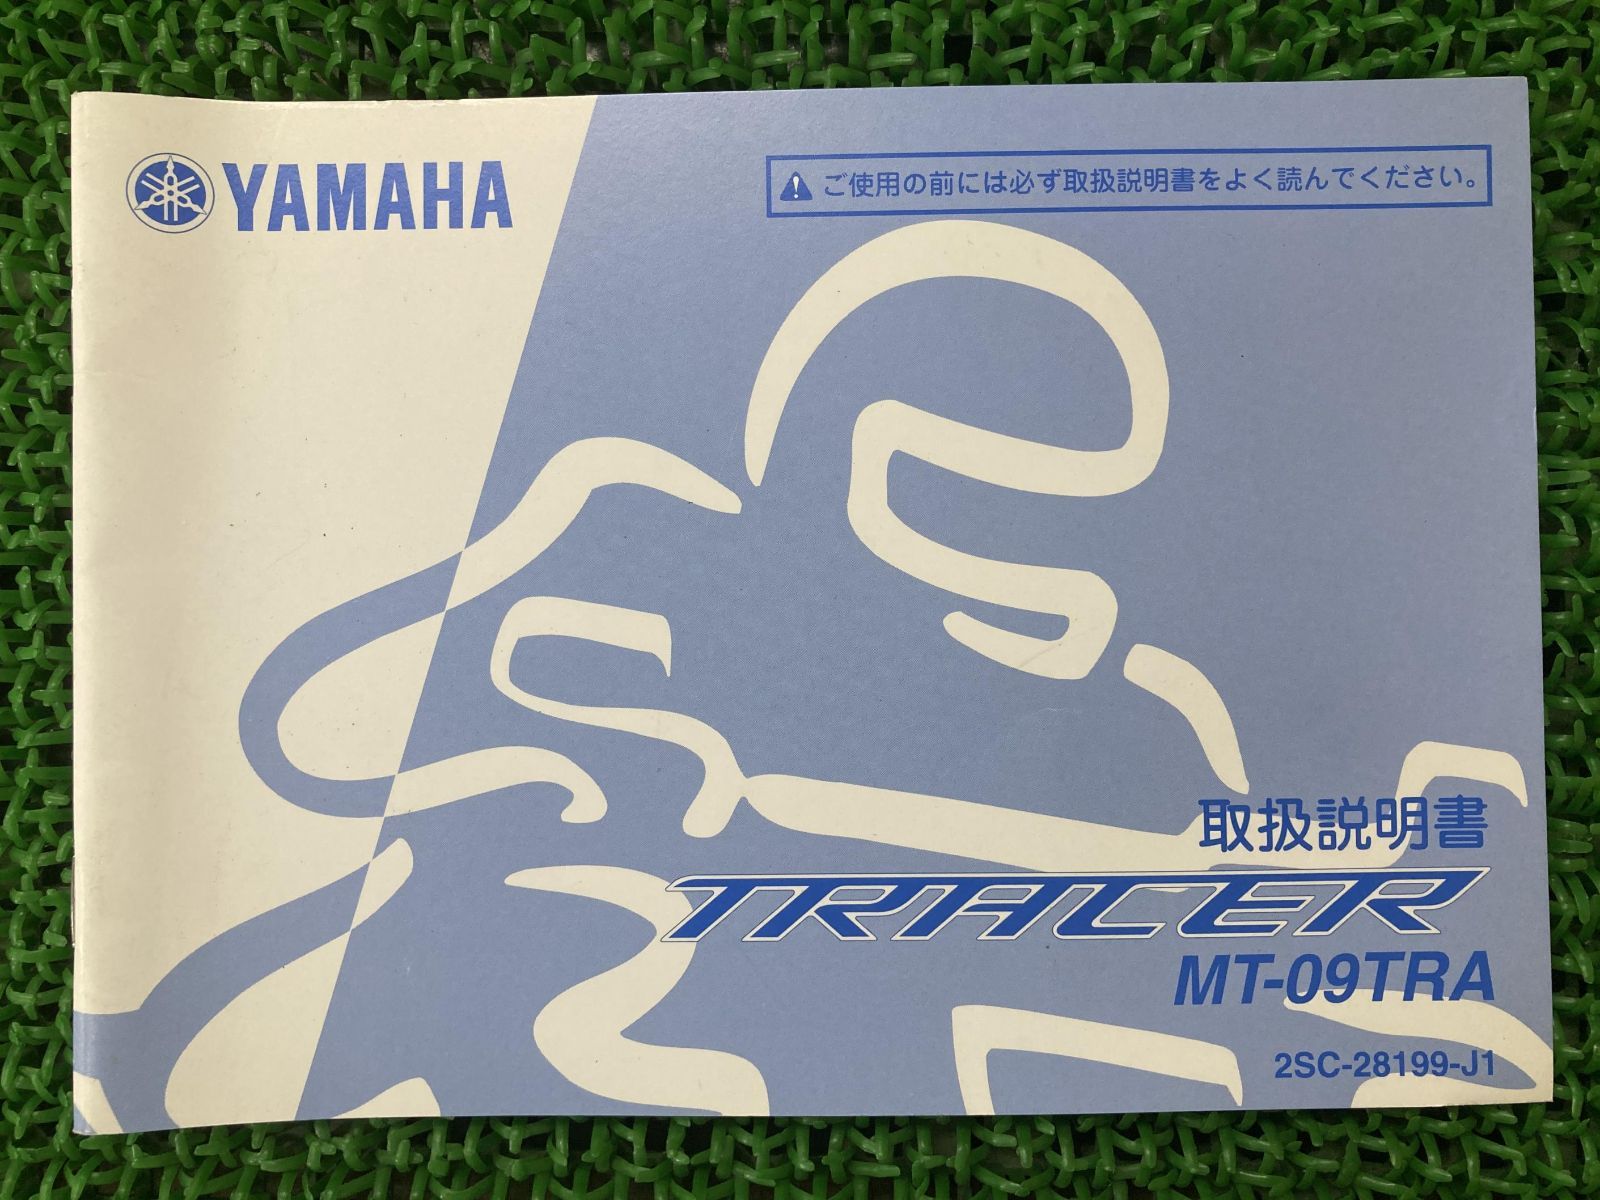 YAMAHA
ご使用の前には必ず取扱説明書をよく読んでください。
取扱説明書
TRACER
MT-09TRA
2SC-28199-J1